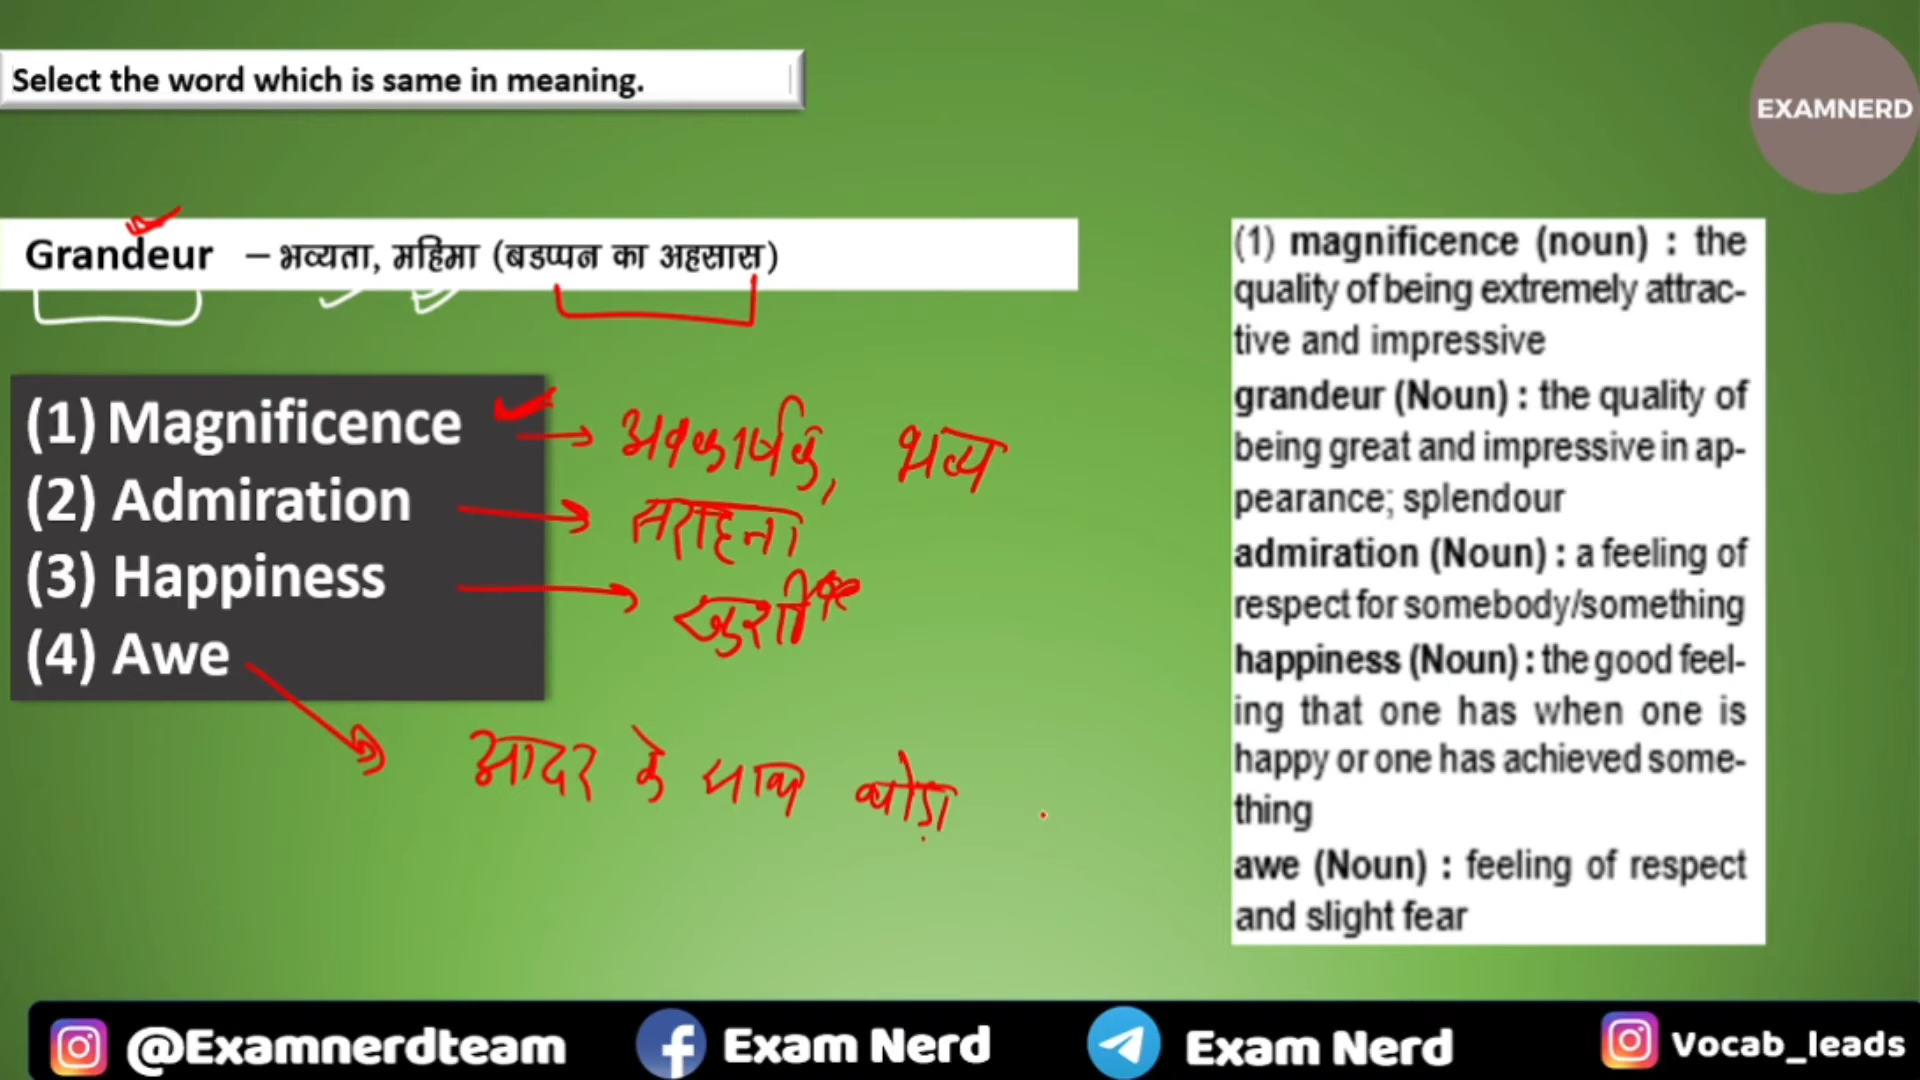 Select the word which is same in meaning.
EXAMNERD
Grandeur – भव्यता, महिमा (बडप्पन का अहसास)
(1) Magnificence
भव्य
(2) Admiration
सराहना
(3) Happiness
खुशी
(4) Awe
आदर के साथ थोड़ा
(1) magnificence (noun) : the
quality of being extremely attrac-
tive and impressive
grandeur (Noun) : the quality of
being great and impressive in ap-
pearance; splendour
admiration (Noun) : a feeling of
respect for somebody/something
happiness (Noun) : the good feel-
ing that one has when one is
happy or one has achieved some-
thing
awe (Noun) : feeling of respect
and slight fear
@Examnerdteam
Exam Nerd
Exam Nerd
Vocab_leads